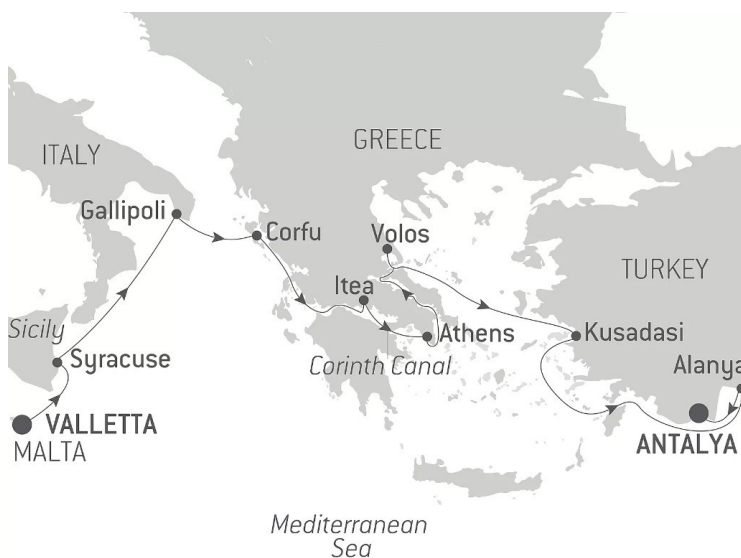 ITALY
GREECE
Gallipoli
Corfu
Volos
TURKEY
Itea
Sicily
Syracuse
Athens
Kusadasi
Corinth Canal
Alanya
VALLETTA
MALTA
ANTALYA
Mediterranean
Sea